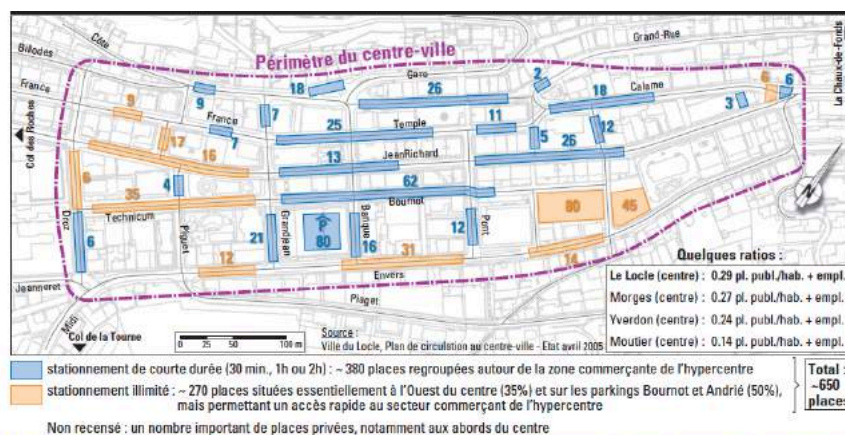 Périmètre du centre-ville
Billodes
Côte
Grand-Rue
La Chaux-de-Fonds
Gare
2
6
6
18
9
26
18
Calame
3
France
9
France
7
7
25
Temple
11
5
12
Col des Roches
17
16
13
JeanRichard
26
4
62
Bournot
6
35
Technicum
80
45
N
Droz
6
Piguet
21
Grandjean
P
80
Banque
16
12
Pont
12
31
Envers
14
Jeanneret
Midi
Piaget
Col de la Tourne
0 25 50 100 m
Source :
Ville du Locle, Plan de circulation au centre-ville - Etat avril 2005
Quelques ratios :
Le Locle (centre) : 0.29 pl. publ./hab. + empl.
Morges (centre) : 0.27 pl. publ./hab. + empl.
Yverdon (centre) : 0.24 pl. publ./hab. + empl.
Moutier (centre) : 0.14 pl. publ./hab. + empl.
stationnement de courte durée (30 min., 1h ou 2h) : ~ 380 places regroupées autour de la zone commerçante de l'hypercentre
stationnement illimité : ~ 270 places situées essentiellement à l'Ouest du centre (35%) et sur les parkings Bournot et Andrié (50%),
mais permettant un accès rapide au secteur commerçant de l'hypercentre
Total :
~650
places
Non recensé : un nombre important de places privées, notamment aux abords du centre